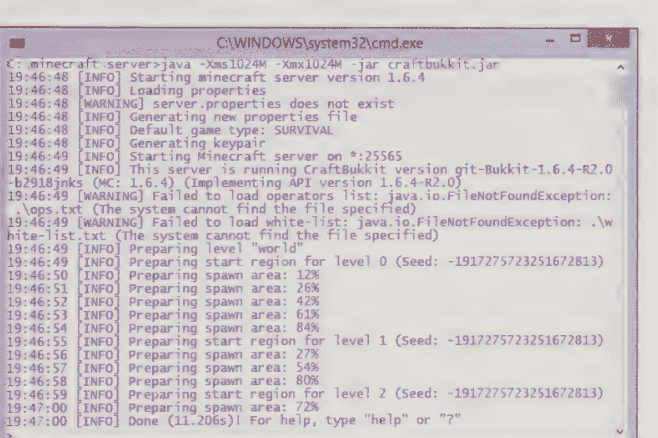 C:\WINDOWS\system32\cmd.exe
C: minecraft server>java -Xms1024M -Xmx1024M -jar craftbukkit.jar
19:46:48 [INFO] Starting minecraft server version 1.6.4
19:46:48 [INFO] Loading properties
19:46:48 [WARNING] server.properties does not exist
19:46:48 [INFO] Generating new properties file
19:46:48 [INFO] Default game type: SURVIVAL
19:46:48 [INFO] Generating keypair
19:46:49 [INFO] Starting Minecraft server on *:25565
19:46:49 [INFO] This server is running CraftBukkit version git-Bukkit-1.6.4-R2.0
-b2918jnks (MC: 1.6.4) (Implementing API version 1.6.4-R2.0)
19:46:49 [WARNING] Failed to load operators list: java.io.FileNotFoundException:
.\ops.txt (The system cannot find the file specified)
19:46:49 [WARNING] Failed to load white-list: java.io.FileNotFoundException: .\w
hite-list.txt (The system cannot find the file specified)
19:46:49 [INFO] Preparing level "world"
19:46:49 [INFO] Preparing start region for level 0 (Seed: -1917275723251672813)
19:46:50 [INFO] Preparing spawn area: 12%
19:46:51 [INFO] Preparing spawn area: 26%
19:46:52 [INFO] Preparing spawn area: 42%
19:46:53 [INFO] Preparing spawn area: 61%
19:46:54 [INFO] Preparing spawn area: 84%
19:46:55 [INFO] Preparing start region for level 1 (Seed: -1917275723251672813)
19:46:56 [INFO] Preparing spawn area: 27%
19:46:57 [INFO] Preparing spawn area: 54%
19:46:58 [INFO] Preparing spawn area: 80%
19:46:59 [INFO] Preparing start region for level 2 (Seed: -1917275723251672813)
19:47:00 [INFO] Preparing spawn area: 72%
19:47:00 [INFO] Done (11.206s)! For help, type "help" or "?"
>